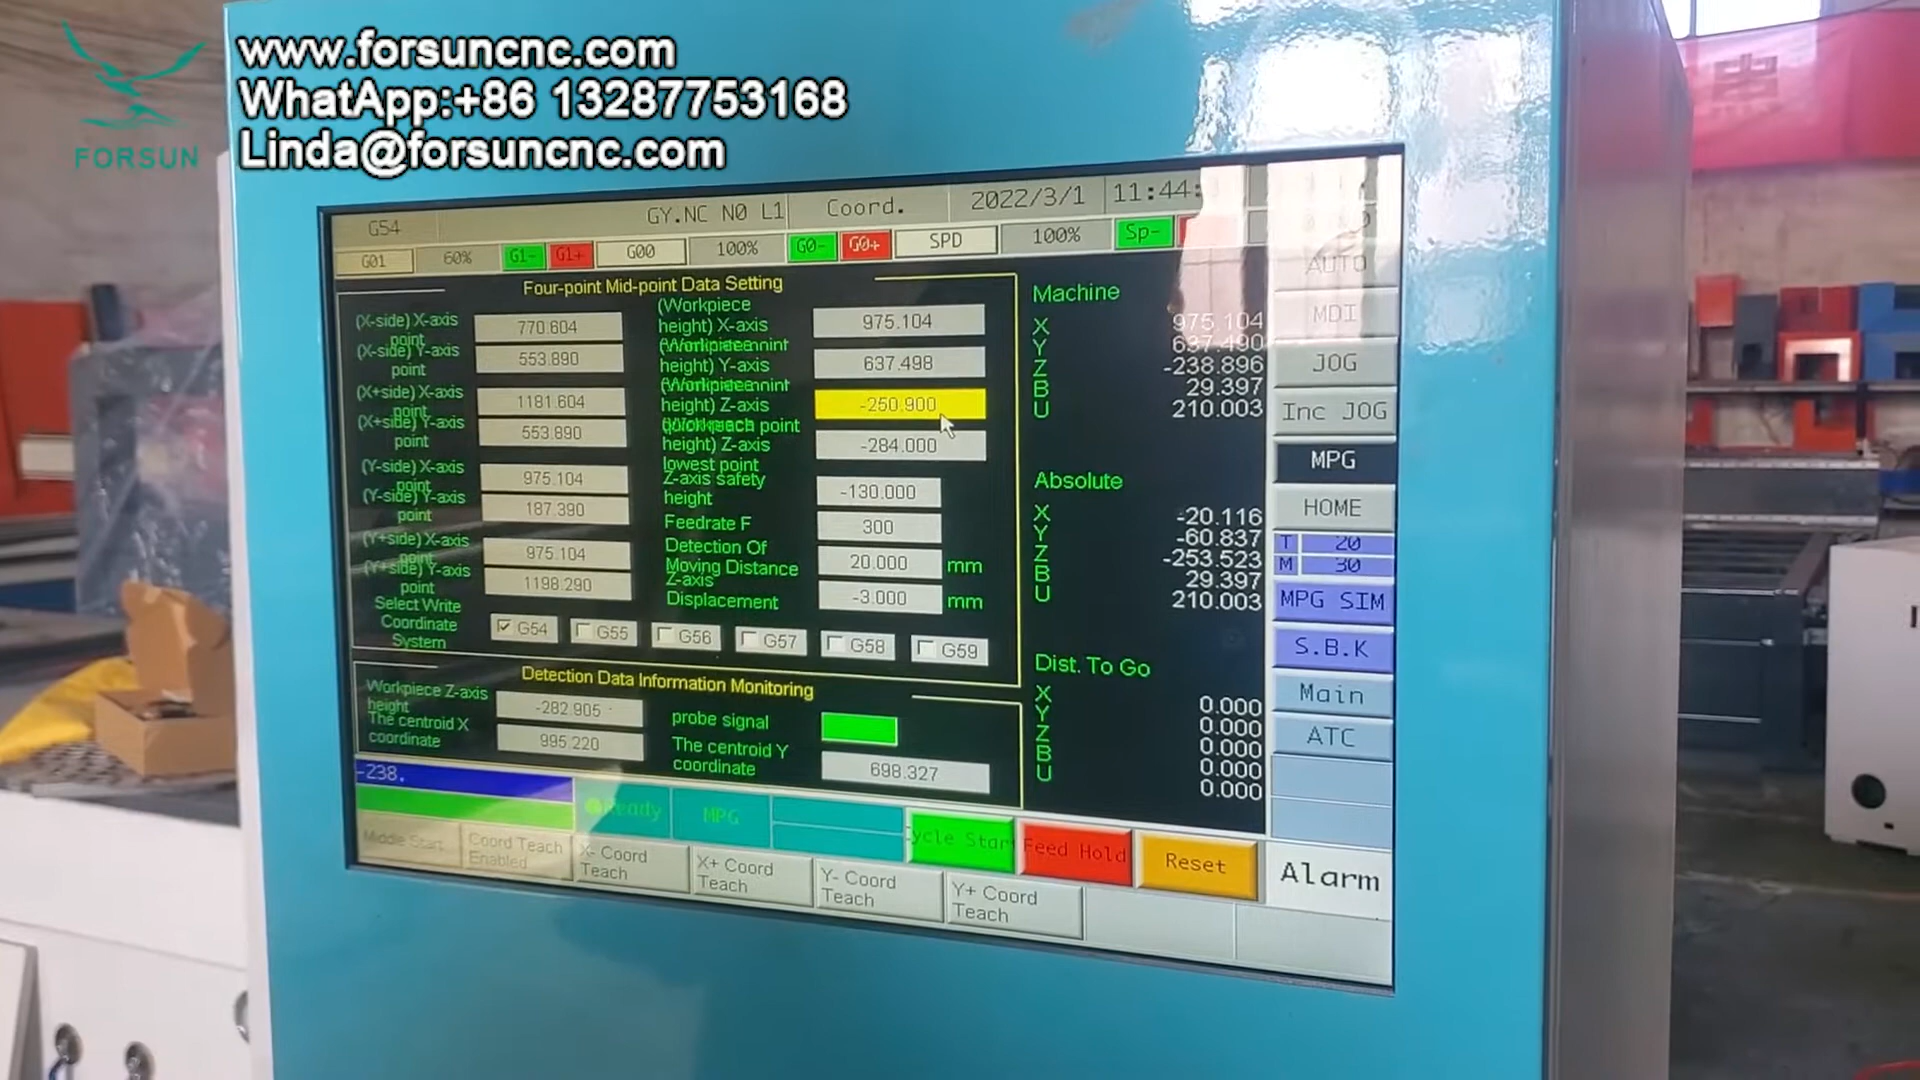 www.forsuncnc.com
WhatApp:+86 13287753168
Linda@forsuncnc.com
FORSUN
G54
GY.NC N0 L1
Coord.
2022/3/1
11:44:
G01
60%
G1-
G1+
G00
100%
G0-
G0+
SPD
100%
Sp-
Four-point Mid-point Data Setting
(X-side) X-axis point
770.604
(X-side) Y-axis point
553.890
(X+side) X-axis point
1181.604
(X+side) Y-axis point
553.890
(Y-side) X-axis point
975.104
(Y-side) Y-axis point
187.390
(Y+side) X-axis point
975.104
(Y+side) Y-axis point
1198.290
Select Write
Coordinate
System
G54
G55
G56
G57
G58
G59
(Workpiece
height) X-axis
975.104
height) Y-axis
637.498
height) Z-axis
-250.900
height) Z-axis
lowest point
-284.000
Z-axis safety
height
-130.000
Feedrate F
300
Detection Of
Moving Distance
20.000
mm
Z-axis
Displacement
-3.000
mm
Detection Data Information Monitoring
Workpiece Z-axis
height
-282.905
The centroid X
coordinate
995.220
probe signal
The centroid Y
coordinate
698.327
Machine
X 975.104
Y 637.490
Z -238.896
B 29.397
U 210.003
Absolute
X -20.116
Y -60.837
Z -253.523
B 29.397
U 210.003
Dist. To Go
X 0.000
Y 0.000
Z 0.000
B 0.000
U 0.000
AUTO
MDI
JOG
Inc JOG
MPG
HOME
T 20
M 30
MPG SIM
S.B.K
Main
ATC
-238.
Ready
MPG
Cycle Star
Feed Hold
Reset
Alarm
Middle Start
Coord Teach
Enabled
X- Coord
Teach
X+ Coord
Teach
Y- Coord
Teach
Y+ Coord
Teach